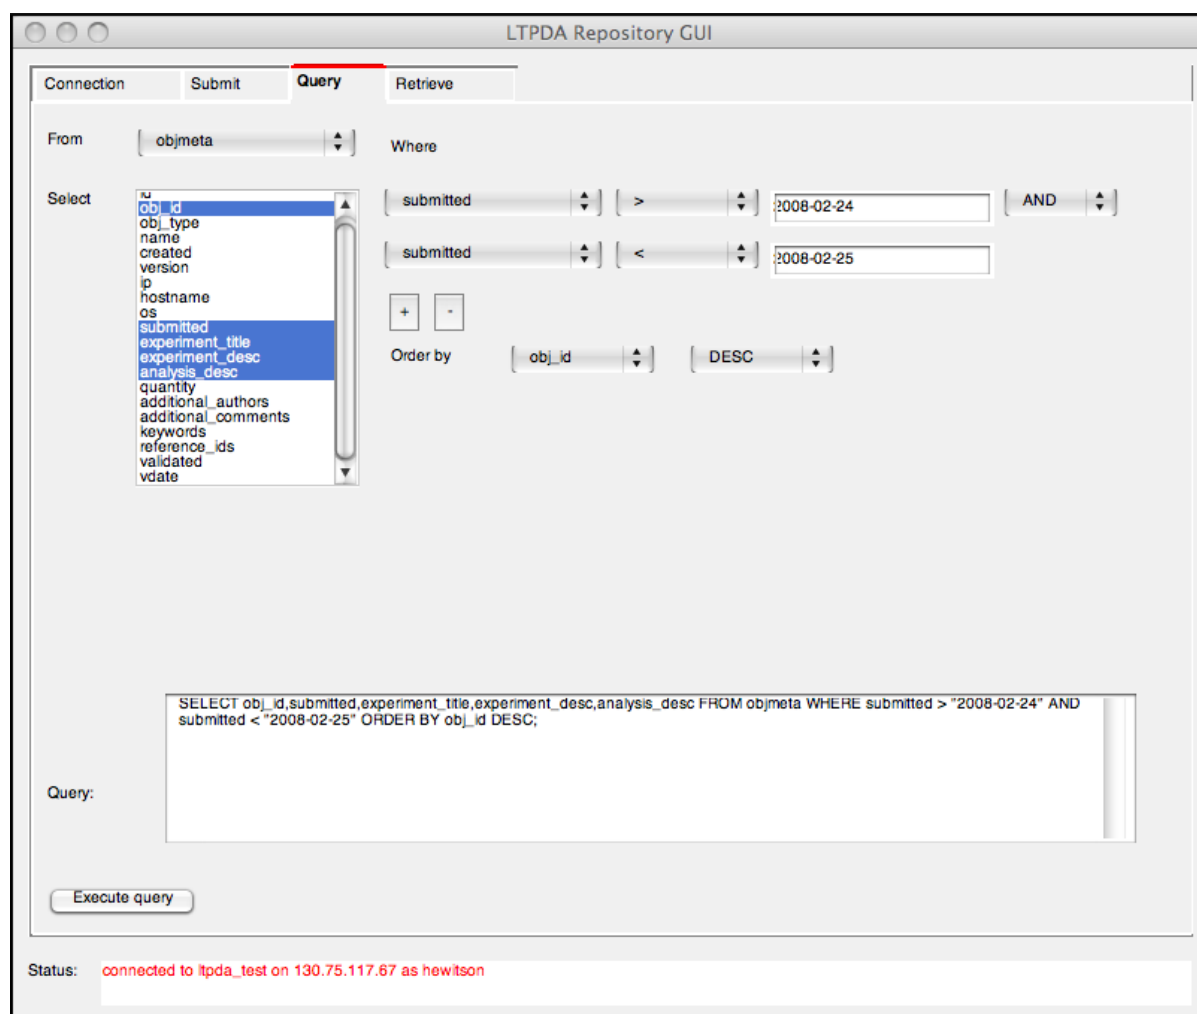 LTPDA Repository GUI
Connection Submit Query Retrieve
From objmeta Where
Select
obj_id
obj_type
name
created
version
ip
hostname
os
submitted
experiment_title
experiment_desc
analysis_desc
quantity
additional_authors
additional_comments
keywords
reference_ids
validated
vdate
submitted > 2008-02-24 AND
submitted < 2008-02-25
+ -
Order by obj_id DESC
SELECT obj_id,submitted,experiment_title,experiment_desc,analysis_desc FROM objmeta WHERE submitted > "2008-02-24" AND
submitted < "2008-02-25" ORDER BY obj_id DESC;
Query:
Execute query
Status: connected to ltpda_test on 130.75.117.67 as hewitson